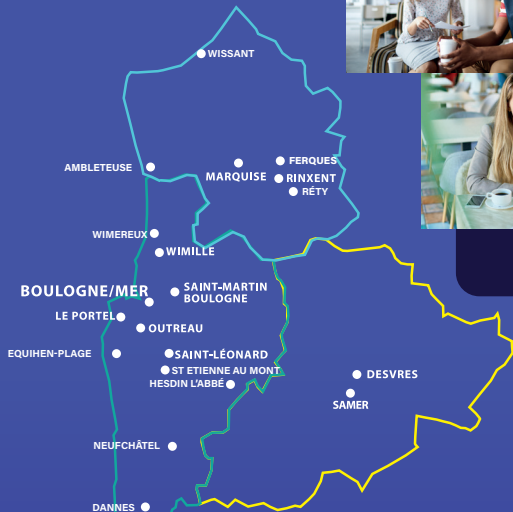 WISSANT
AMBLETEUSE
MARQUISE
FERQUES
RINXENT
RÉTY
WIMEREUX
WIMILLE
BOULOGNE/MER
SAINT-MARTIN
BOULOGNE
LE PORTEL
OUTREAU
EQUIHEN-PLAGE
SAINT-LÉONARD
ST ETIENNE AU MONT
HESDIN L'ABBÉ
DESVRES
SAMER
NEUFCHÂTEL
DANNES